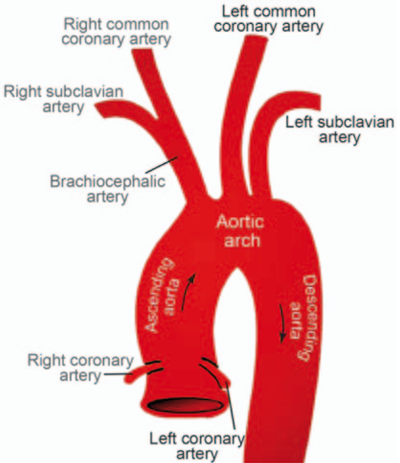 Left common
coronary artery
Right common
coronary artery
Right subclavian
artery
Left subclavian
artery
Brachiocephalic
artery
Aortic
arch
Ascending
aorta
Descending
aorta
Right coronary
artery
Left coronary
artery